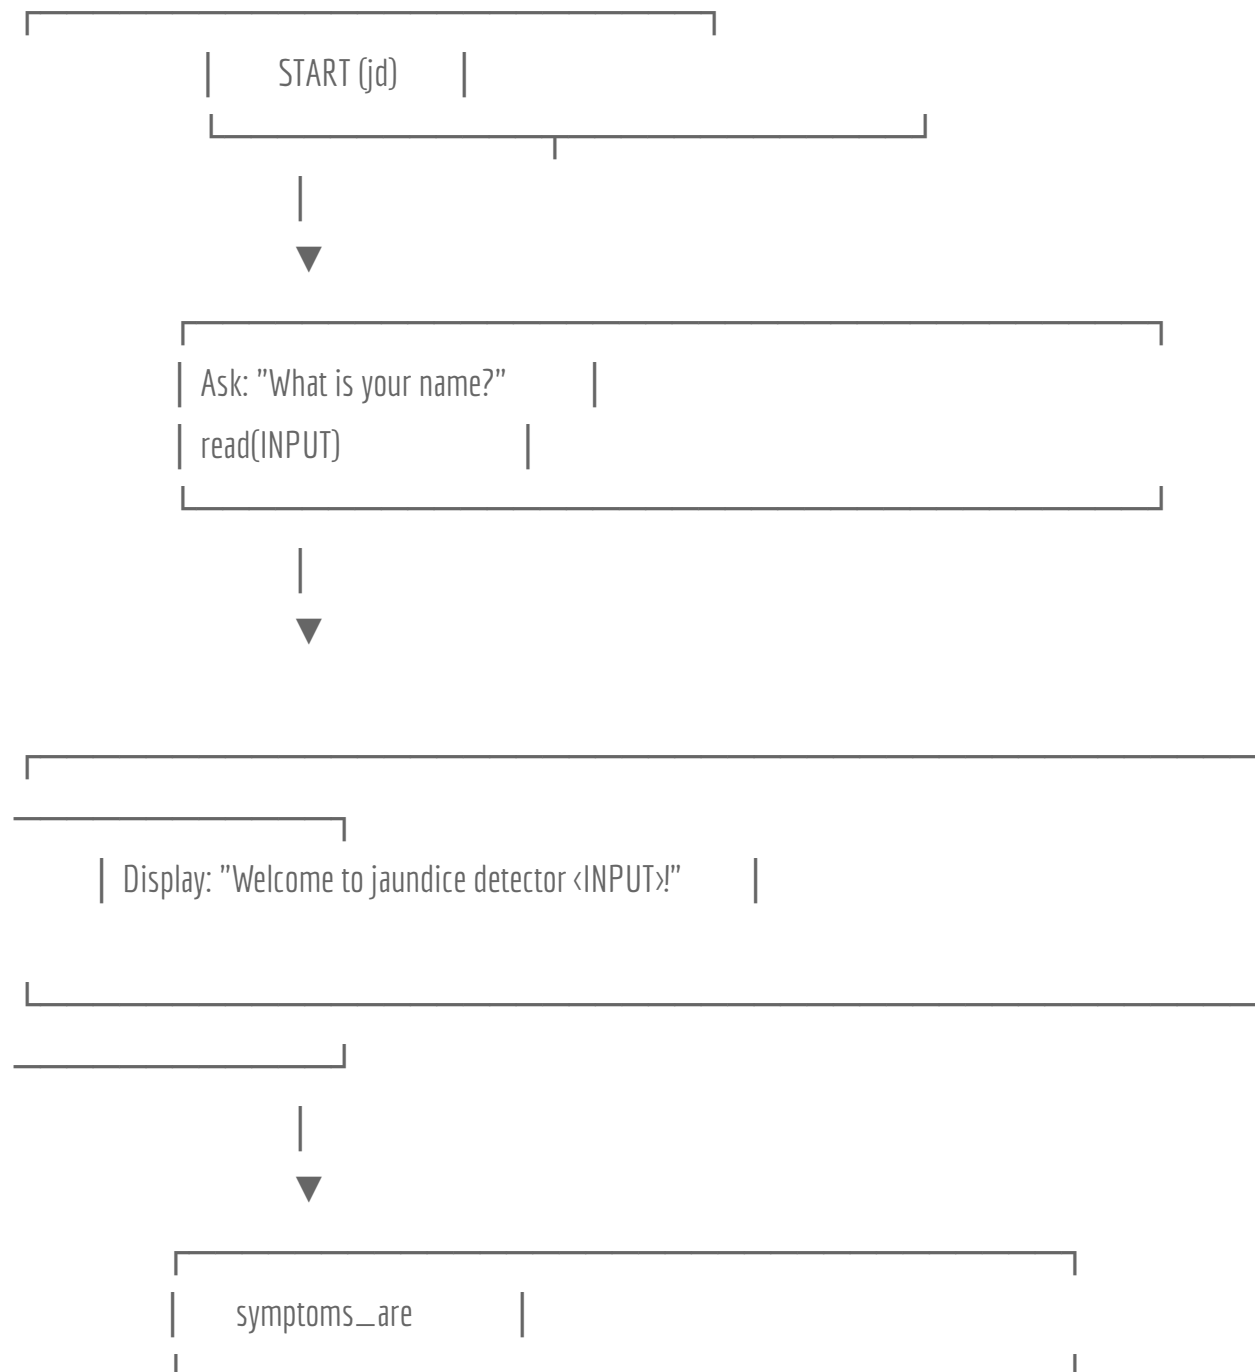 START (jd)
Ask: "What is your name?"
read(INPUT)
Display: "Welcome to jaundice detector <INPUT>!"
symptoms_are